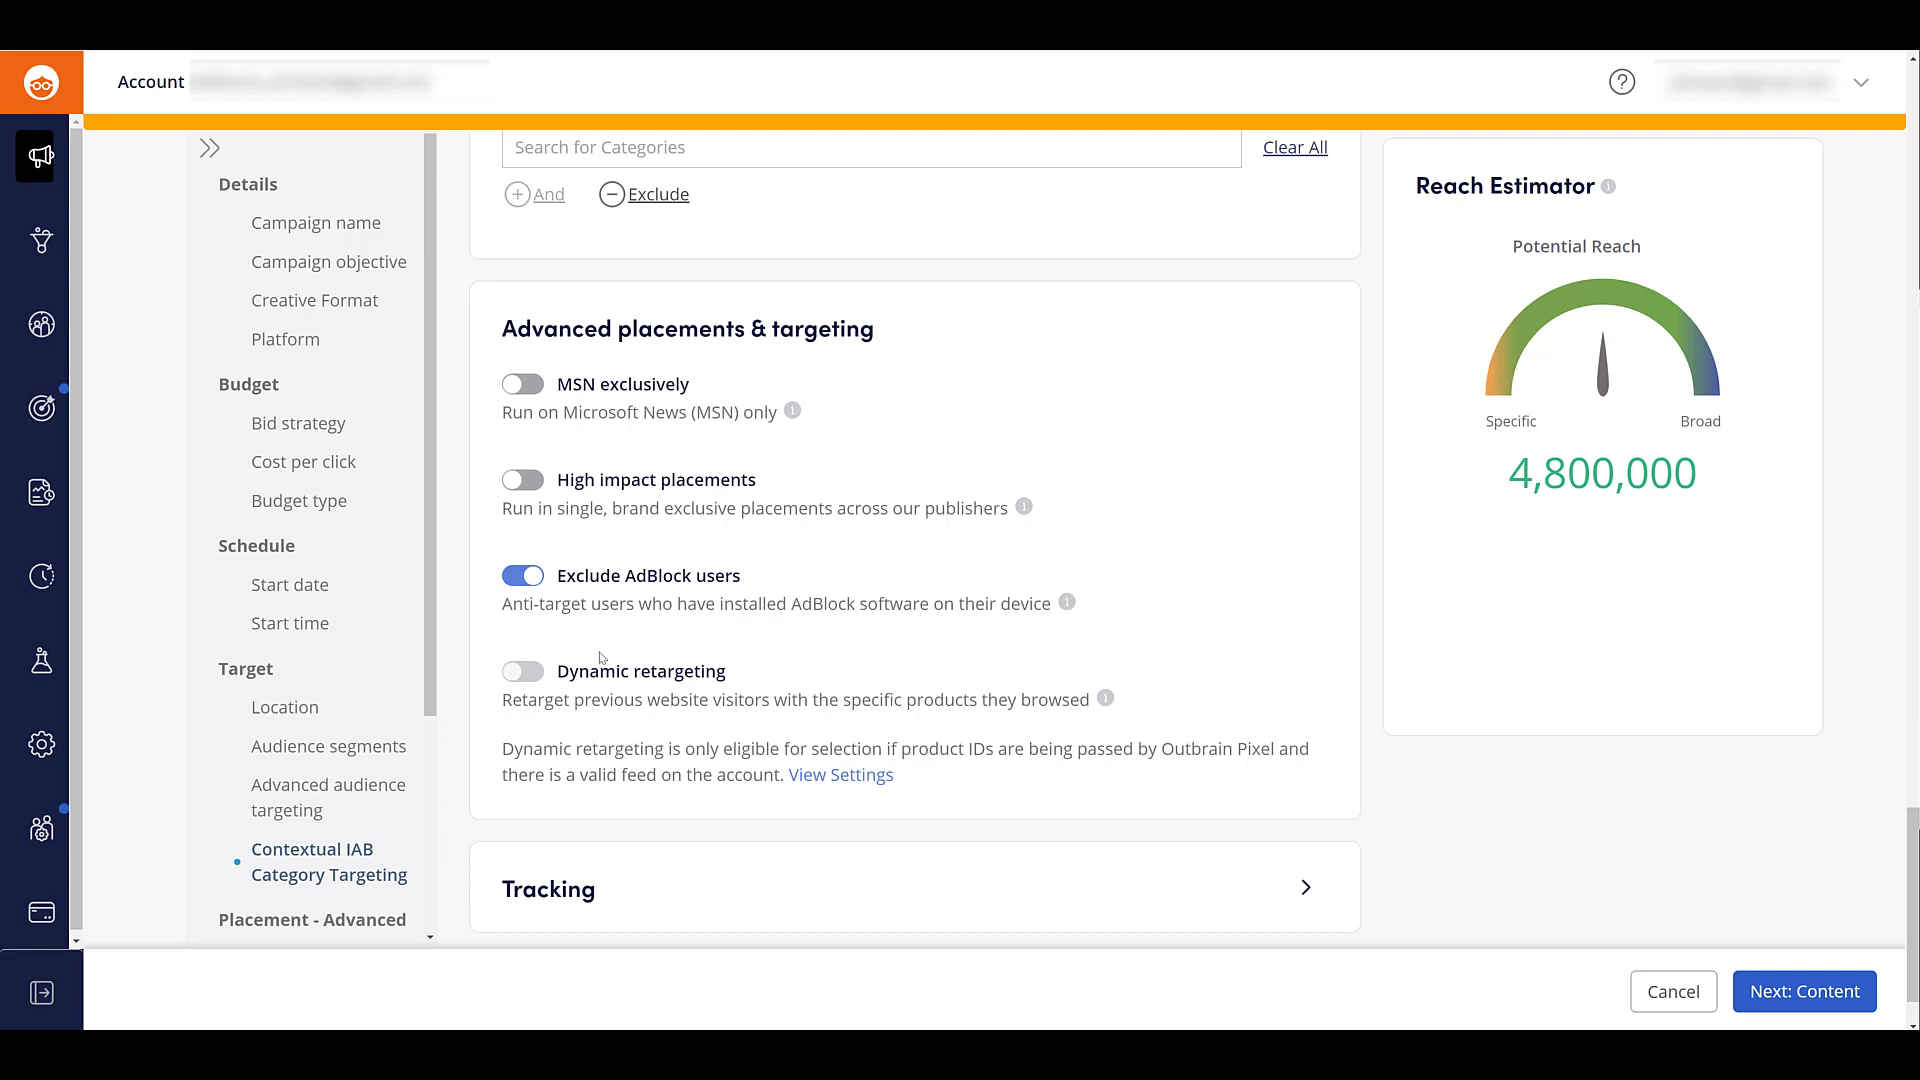 Account
Details
Campaign name
Campaign objective
Creative Format
Platform
Budget
Bid strategy
Cost per click
Budget type
Schedule
Start date
Start time
Target
Location
Audience segments
Advanced audience
targeting
Contextual IAB
Category Targeting
Placement - Advanced
Search for Categories
Clear All
And
Exclude
Advanced placements & targeting
MSN exclusively
Run on Microsoft News (MSN) only
High impact placements
Run in single, brand exclusive placements across our publishers
Exclude AdBlock users
Anti-target users who have installed AdBlock software on their device
Dynamic retargeting
Retarget previous website visitors with the specific products they browsed
Dynamic retargeting is only eligible for selection if product IDs are being passed by Outbrain Pixel and
there is a valid feed on the account. View Settings
Tracking
Reach Estimator
Potential Reach
Specific
Broad
4,800,000
Cancel
Next: Content